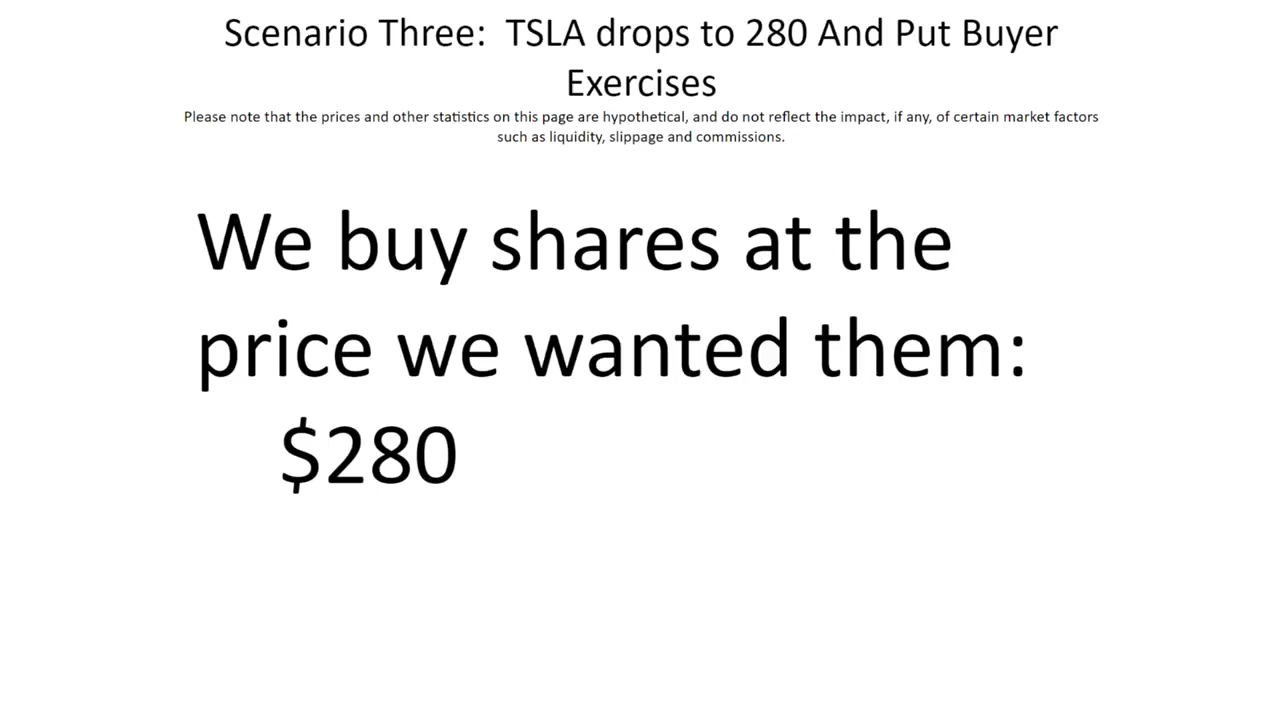 Scenario Three:  TSLA drops to 280 And Put Buyer
Exercises
Please note that the prices and other statistics on this page are hypothetical, and do not reflect the impact, if any, of certain market factors
such as liquidity, slippage and commissions.
We buy shares at the
price we wanted them:
$280